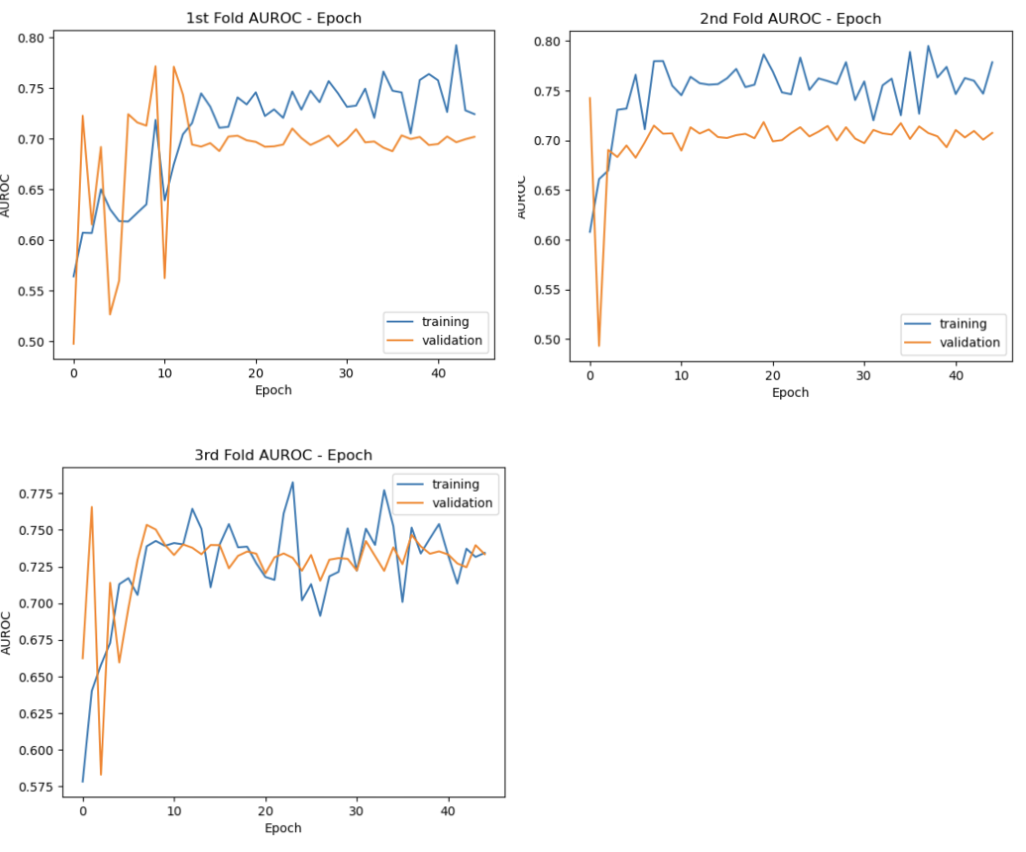 1st Fold AUROC - Epoch
0.80
0.75
0.70
0.65
0.60
0.55
0.50
AUROC
0 10 20 30 40
Epoch
training
validation
2nd Fold AUROC - Epoch
0.80
0.75
0.70
0.65
0.60
0.55
0.50
AUROC
0 10 20 30 40
Epoch
training
validation
3rd Fold AUROC - Epoch
0.775
0.750
0.725
0.700
0.675
0.650
0.625
0.600
0.575
AUROC
0 10 20 30 40
Epoch
training
validation